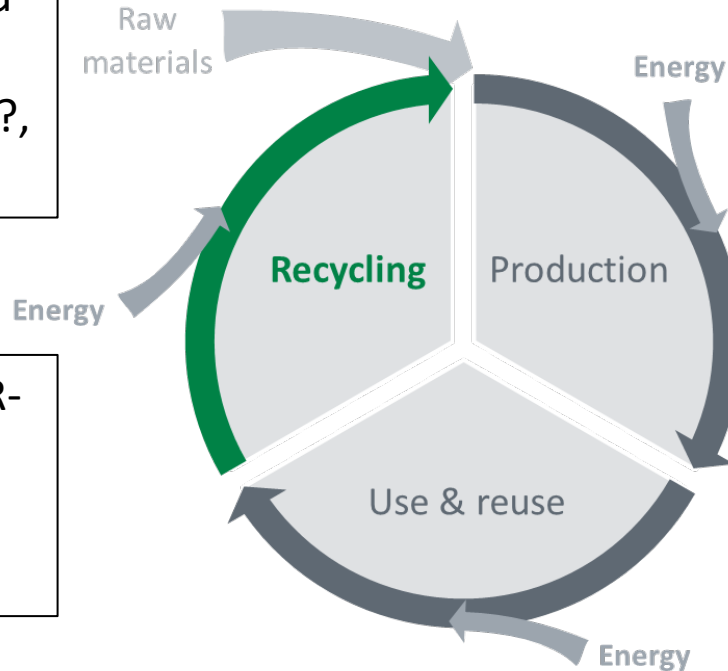 Raw
materials
Energy
?,
Recycling
Production
Energy
R-
Use & reuse
Energy